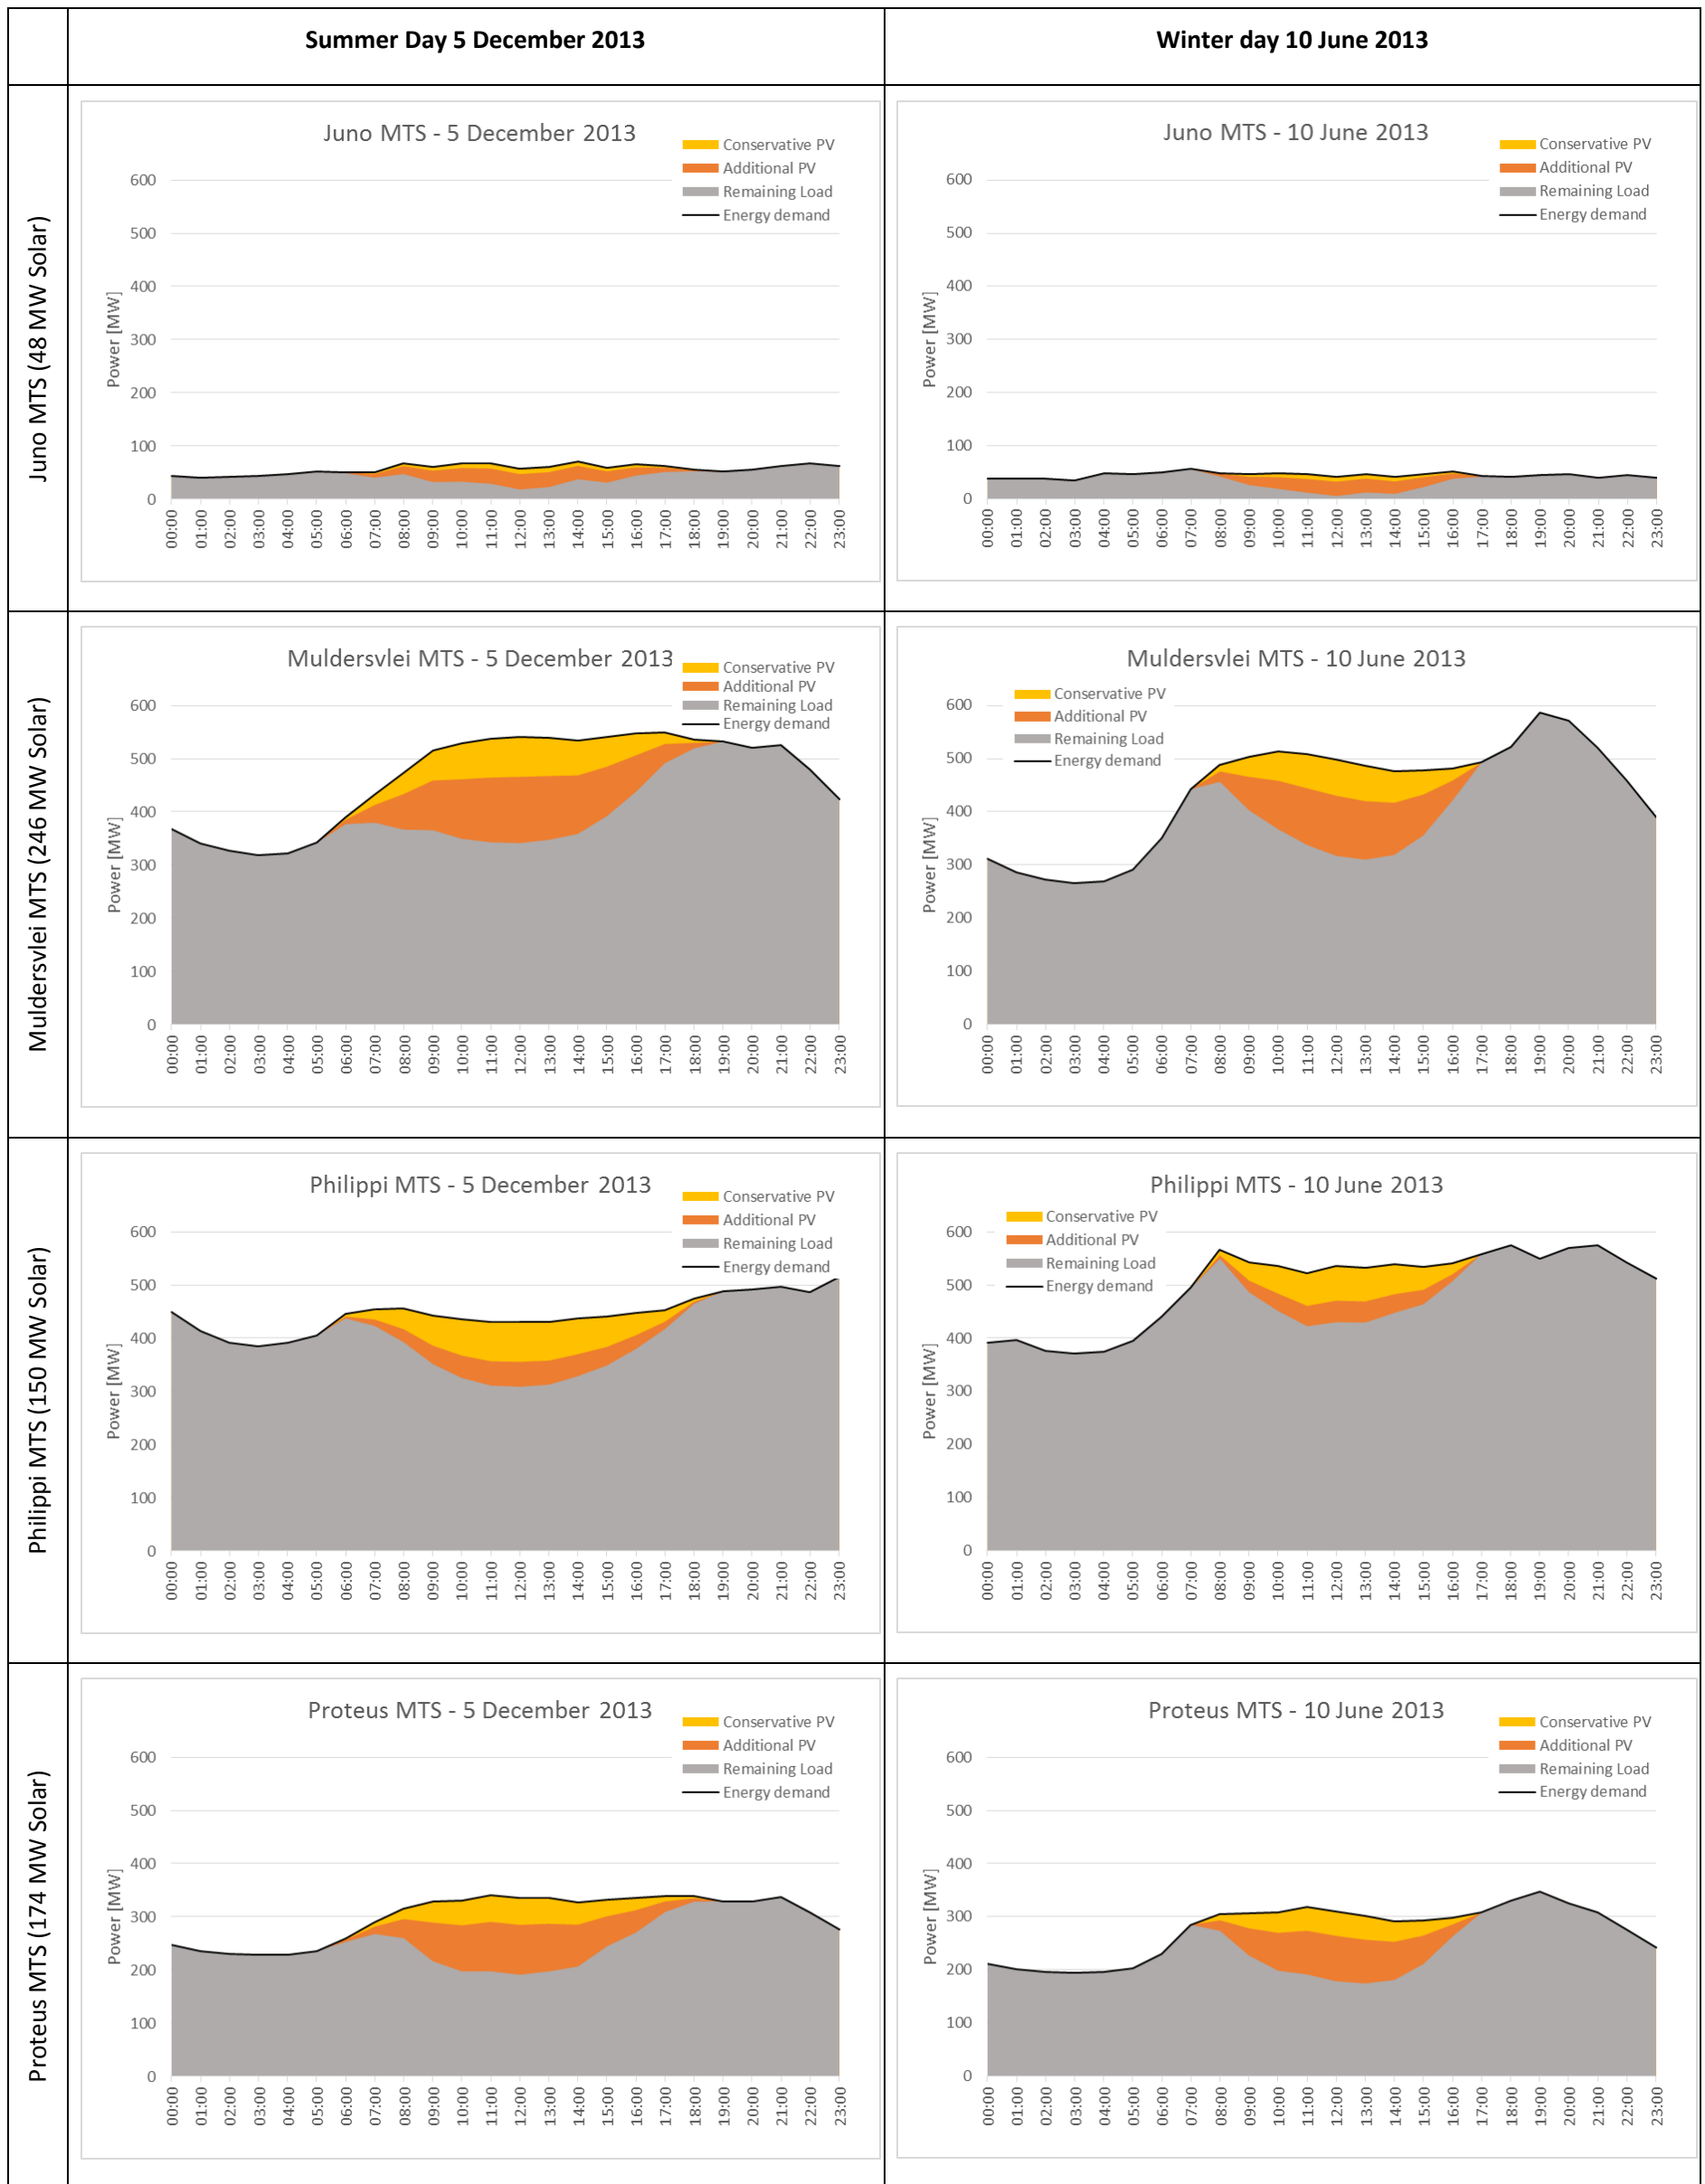 Summer Day 5 December 2013
Winter day 10 June 2013
Juno MTS (48 MW Solar)
Juno MTS - 5 December 2013
Conservative PV
Additional PV
Remaining Load
Energy demand
Power [MW]
600
500
400
300
200
100
0
00:00 01:00 02:00 03:00 04:00 05:00 06:00 07:00 08:00 09:00 10:00 11:00 12:00 13:00 14:00 15:00 16:00 17:00 18:00 19:00 20:00 21:00 22:00 23:00
Juno MTS - 10 June 2013
Conservative PV
Additional PV
Remaining Load
Energy demand
Power [MW]
600
500
400
300
200
100
0
00:00 01:00 02:00 03:00 04:00 05:00 06:00 07:00 08:00 09:00 10:00 11:00 12:00 13:00 14:00 15:00 16:00 17:00 18:00 19:00 20:00 21:00 22:00 23:00
Muldersvlei MTS (246 MW Solar)
Muldersvlei MTS - 5 December 2013
Conservative PV
Additional PV
Remaining Load
Energy demand
Power [MW]
600
500
400
300
200
100
0
00:00 01:00 02:00 03:00 04:00 05:00 06:00 07:00 08:00 09:00 10:00 11:00 12:00 13:00 14:00 15:00 16:00 17:00 18:00 19:00 20:00 21:00 22:00 23:00
Muldersvlei MTS - 10 June 2013
Conservative PV
Additional PV
Remaining Load
Energy demand
Power [MW]
600
500
400
300
200
100
0
00:00 01:00 02:00 03:00 04:00 05:00 06:00 07:00 08:00 09:00 10:00 11:00 12:00 13:00 14:00 15:00 16:00 17:00 18:00 19:00 20:00 21:00 22:00 23:00
Philippi MTS (150 MW Solar)
Philippi MTS - 5 December 2013
Conservative PV
Additional PV
Remaining Load
Energy demand
Power [MW]
600
500
400
300
200
100
0
00:00 01:00 02:00 03:00 04:00 05:00 06:00 07:00 08:00 09:00 10:00 11:00 12:00 13:00 14:00 15:00 16:00 17:00 18:00 19:00 20:00 21:00 22:00 23:00
Philippi MTS - 10 June 2013
Conservative PV
Additional PV
Remaining Load
Energy demand
Power [MW]
600
500
400
300
200
100
0
00:00 01:00 02:00 03:00 04:00 05:00 06:00 07:00 08:00 09:00 10:00 11:00 12:00 13:00 14:00 15:00 16:00 17:00 18:00 19:00 20:00 21:00 22:00 23:00
Proteus MTS (174 MW Solar)
Proteus MTS - 5 December 2013
Conservative PV
Additional PV
Remaining Load
Energy demand
Power [MW]
600
500
400
300
200
100
0
00:00 01:00 02:00 03:00 04:00 05:00 06:00 07:00 08:00 09:00 10:00 11:00 12:00 13:00 14:00 15:00 16:00 17:00 18:00 19:00 20:00 21:00 22:00 23:00
Proteus MTS - 10 June 2013
Conservative PV
Additional PV
Remaining Load
Energy demand
Power [MW]
600
500
400
300
200
100
0
00:00 01:00 02:00 03:00 04:00 05:00 06:00 07:00 08:00 09:00 10:00 11:00 12:00 13:00 14:00 15:00 16:00 17:00 18:00 19:00 20:00 21:00 22:00 23:00